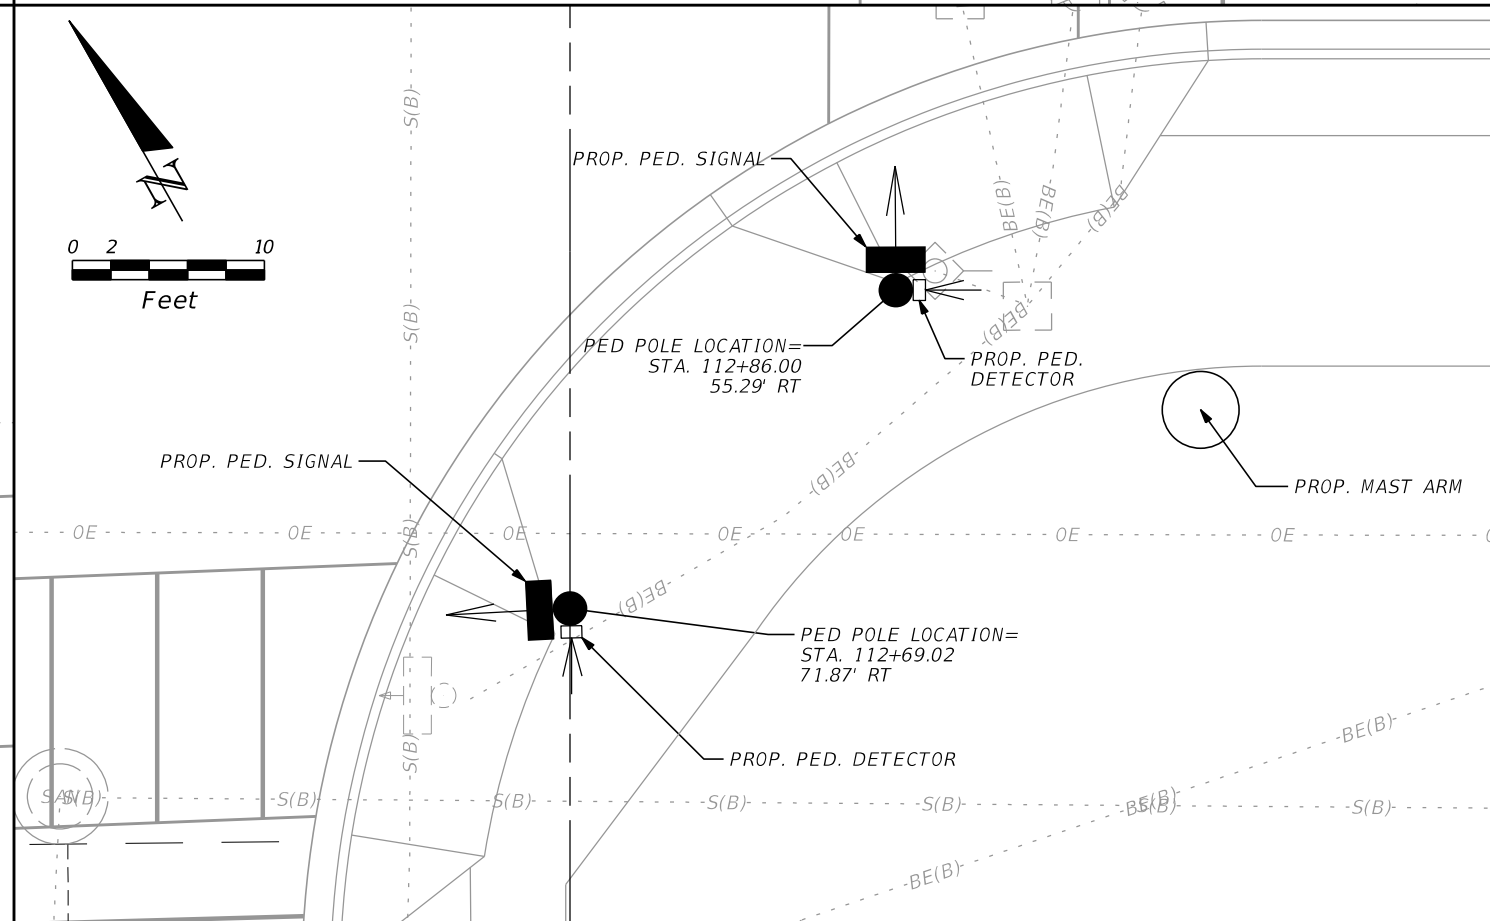 S(B)
N
0 2 10
Feet
PROP. PED. SIGNAL
BE(B)
BE(B)
BE(B)
S(B)
BE(B)
PED POLE LOCATION=
STA. 112+86.00
55.29' RT
PROP. PED.
DETECTOR
PROP. PED. SIGNAL
BE(B)
PROP. MAST ARM
OE
OE
S(B)
OE
OE
OE
OE
OE
BE(B)
PED POLE LOCATION=
STA. 112+69.02
71.87' RT
S(B)
PROP. PED. DETECTOR
BE(B)
SAN
S(B)
S(B)
S(B)
S(B)
S(B)
BE(B)
S(B)
S(B)
BE(B)